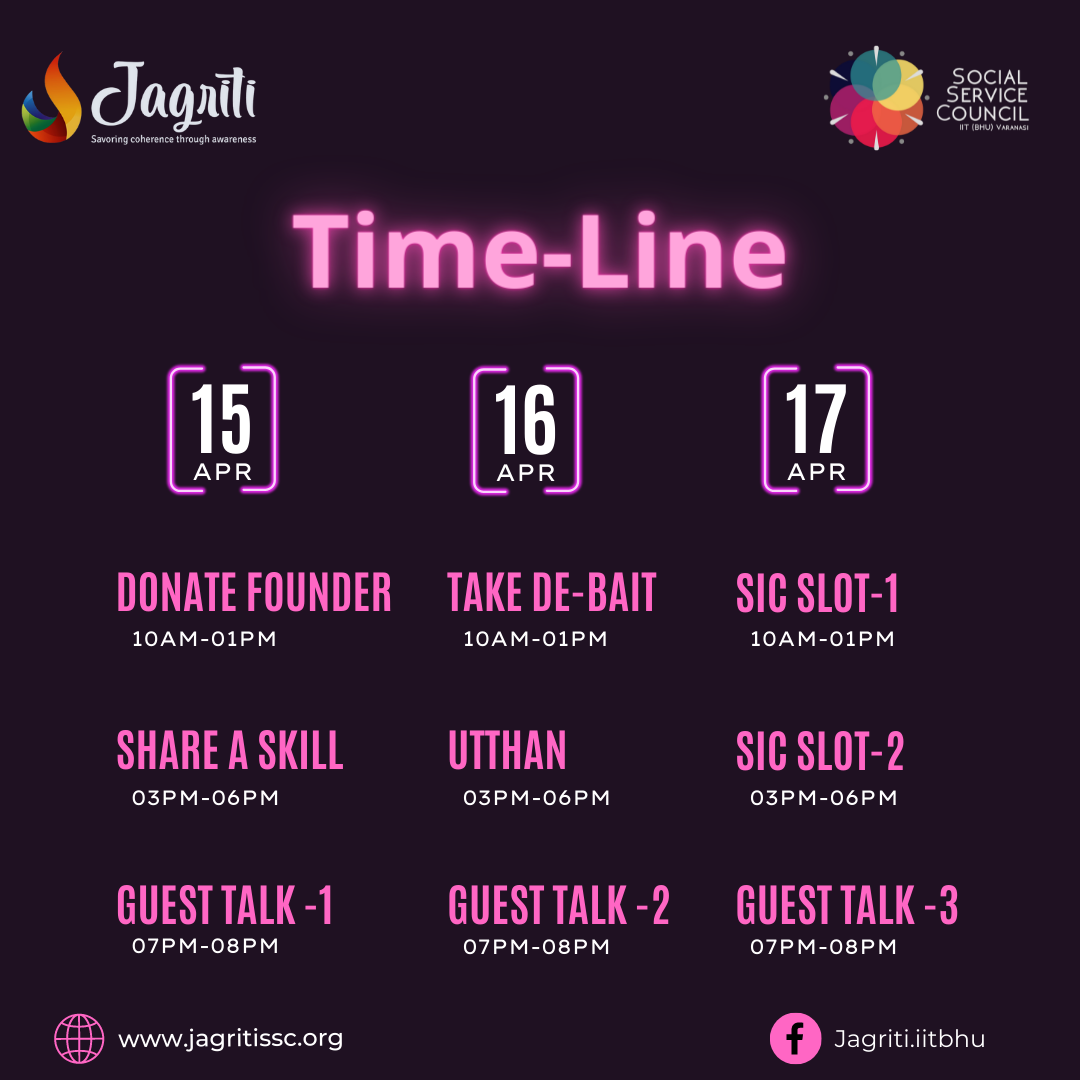 Jagriti
Savoring coherence through awareness
SOCIAL
SERVICE
COUNCIL
IIT (BHU) VARANASI
Time-Line
15
APR
16
APR
17
APR
DONATE FOUNDER
10AM-01PM
TAKE DE-BAIT
10AM-01PM
SIC SLOT-1
10AM-01PM
SHARE A SKILL
03PM-06PM
UTTHAN
03PM-06PM
SIC SLOT-2
03PM-06PM
GUEST TALK -1
07PM-08PM
GUEST TALK -2
07PM-08PM
GUEST TALK -3
07PM-08PM
www.jagritissc.org
Jagriti.iitbhu